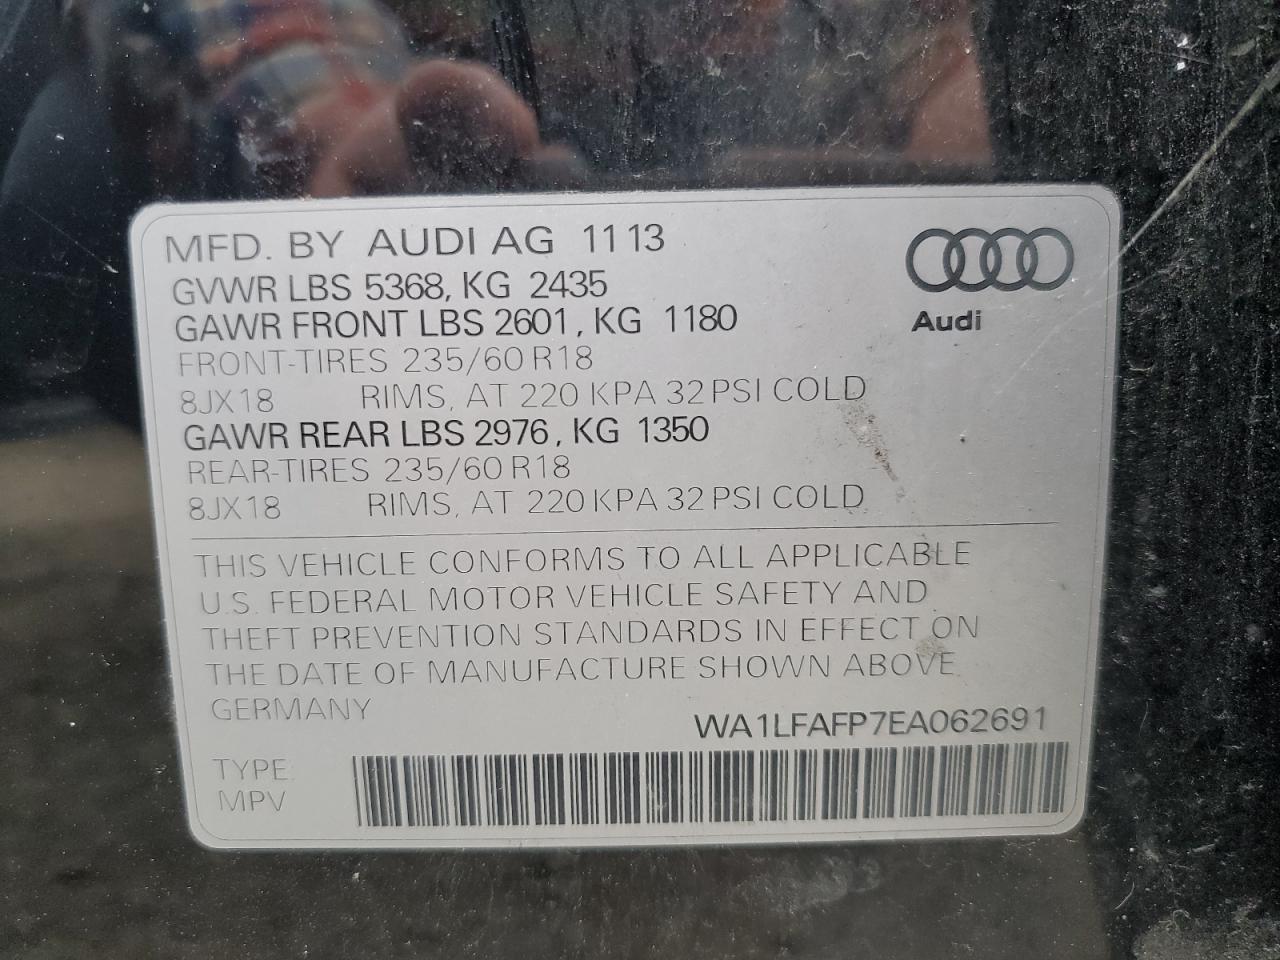 MFD. BY AUDI AG 11 13
GVWR LBS 5368, KG 2435
GAWR FRONT LBS 2601, KG 1180
FRONT-TIRES 235/60 R18
8JX18 RIMS, AT 220 KPA 32 PSI COLD
GAWR REAR LBS 2976, KG 1350
REAR-TIRES 235/60 R18
8JX18 RIMS, AT 220 KPA 32 PSI COLD
Audi
THIS VEHICLE CONFORMS TO ALL APPLICABLE
U.S. FEDERAL MOTOR VEHICLE SAFETY AND
THEFT PREVENTION STANDARDS IN EFFECT ON
THE DATE OF MANUFACTURE SHOWN ABOVE.
GERMANY
WA1LFAFP7EA062691
TYPE:
MPV